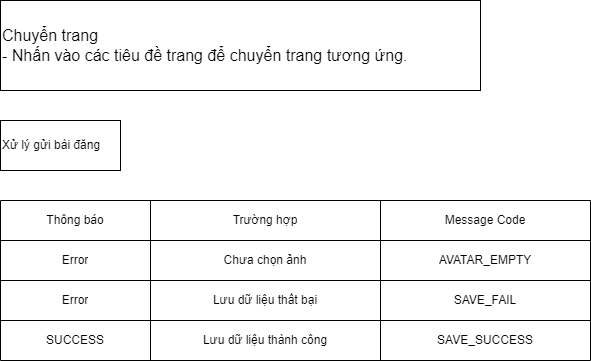 Chuyển trang
- Nhấn vào các tiêu đề trang để chuyển trang tương ứng.
Xử lý gửi bài đăng
Thông báo Trường hợp Message Code
Error Chưa chọn ảnh AVATAR_EMPTY
Error Lưu dữ liệu thất bại SAVE_FAIL
SUCCESS Lưu dữ liệu thành công SAVE_SUCCESS